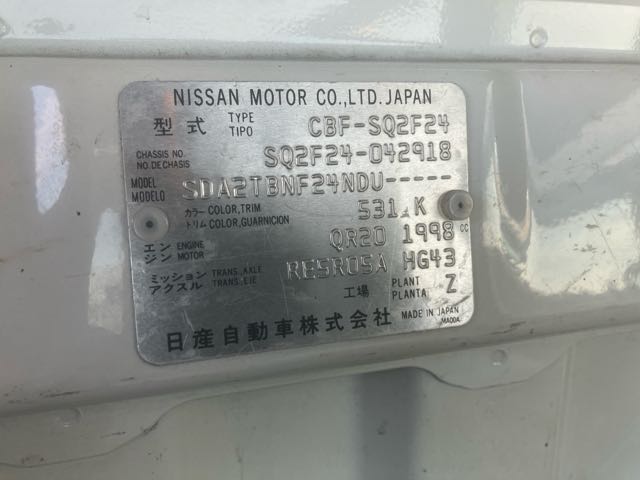 NISSAN MOTOR CO.,LTD. JAPAN
型式 TYPE TIPO CBF-SQ2F24
CHASSIS NO. NO DE CHASIS SQ2F24-042918
MODEL MODELO SDA2TBNF24NDU-----
カラー COLOR,TRIM
トリム COLOR,GUARNICION 531 K
エンジン ENGINE MOTOR QR20 1998 CC
ミッション アクスル TRANS.,AXLE TRANS.,EJE RE5R05A HG43
工場 PLANT PLANTA Z
日産自動車株式会社 MADE IN JAPAN
MA00A